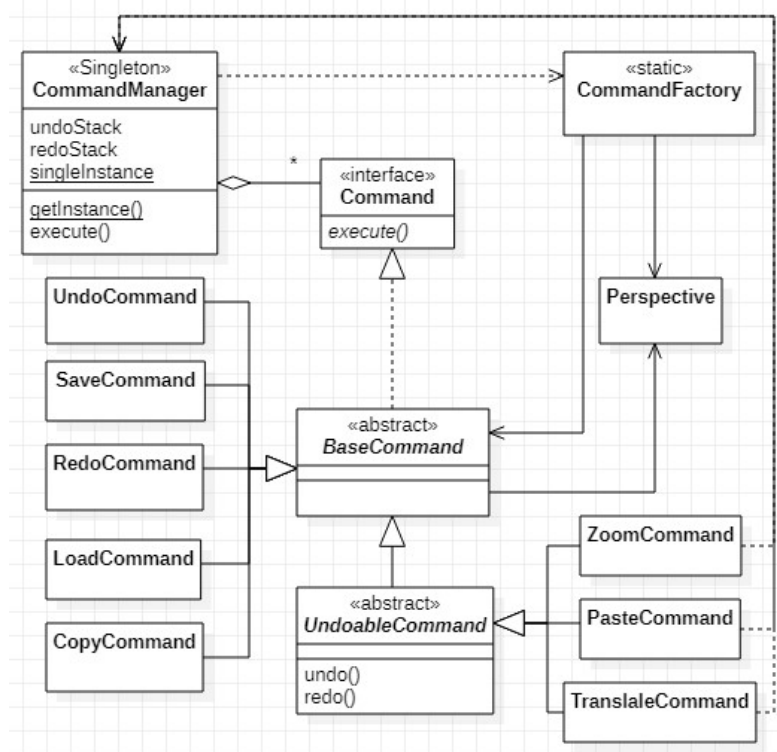 «Singleton»
CommandManager
undoStack
redoStack
singleInstance
getInstance()
execute()
«static»
CommandFactory
*
«interface»
Command
execute()
Perspective
UndoCommand
SaveCommand
RedoCommand
LoadCommand
CopyCommand
«abstract»
BaseCommand
«abstract»
UndoableCommand
undo()
redo()
ZoomCommand
PasteCommand
TranslaleCommand